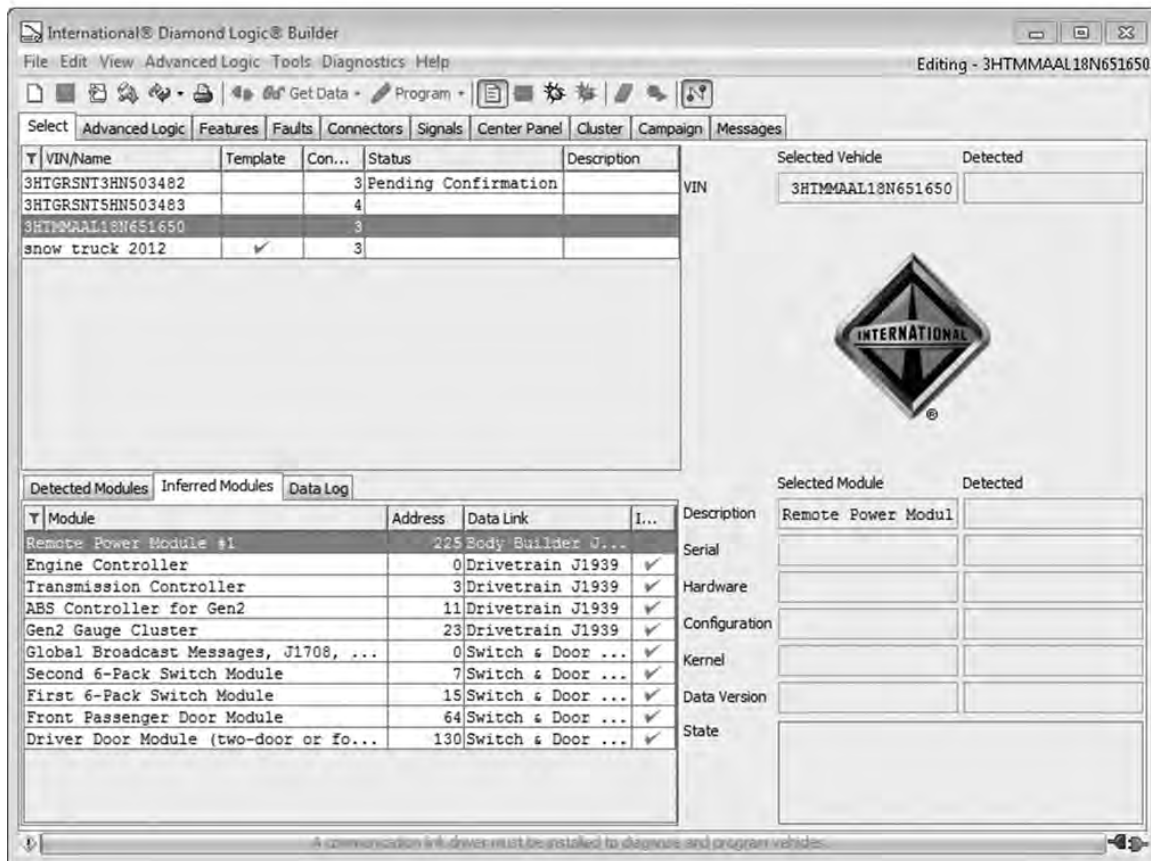 International® Diamond Logic® Builder
File Edit View Advanced Logic Tools Diagnostics Help
Editing - 3HTMMAAL18N651650
Get Data Program
Select Advanced Logic Features Faults Connectors Signals Center Panel Cluster Campaign Messages
VIN/Name Template Con... Status Description
3HTGRSNT3HN503482 3 Pending Confirmation
3HTGRSNT5HN503483 4
3HTMMAAL18N651650 3
snow truck 2012 3
Selected Vehicle Detected
VIN 3HTMMAAL18N651650
INTERNATIONAL
®
Detected Modules Inferred Modules Data Log
Module Address Data Link I...
Remote Power Module #1 225 Body Builder J...
Engine Controller 0 Drivetrain J1939
Transmission Controller 3 Drivetrain J1939
ABS Controller for Gen2 11 Drivetrain J1939
Gen2 Gauge Cluster 23 Drivetrain J1939
Global Broadcast Messages, J1708, ... 0 Switch & Door ...
Second 6-Pack Switch Module 7 Switch & Door ...
First 6-Pack Switch Module 15 Switch & Door ...
Front Passenger Door Module 64 Switch & Door ...
Driver Door Module (two-door or fo... 130 Switch & Door ...
Selected Module Detected
Description Remote Power Modul
Serial
Hardware
Configuration
Kernel
Data Version
State
A communication link driver must be installed to diagnose and program vehicles.